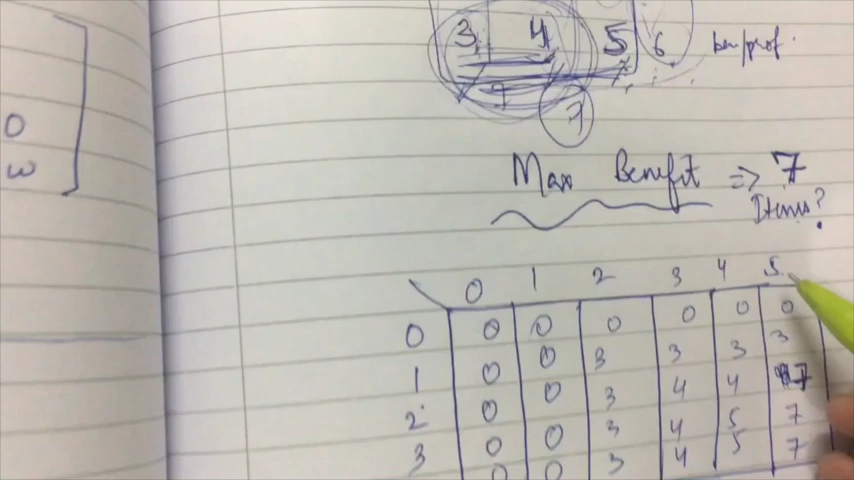 3 4 5 6 ben/prof.
7
7
0
w
Max Benefit => 7
Items?
0 1 2 3 4 5
0 0 0 0 0 0 0
1 0 0 3 3 3 3
2 0 0 3 4 4 7
3 0 0 3 4 5 7
0 0 3 4 5 7